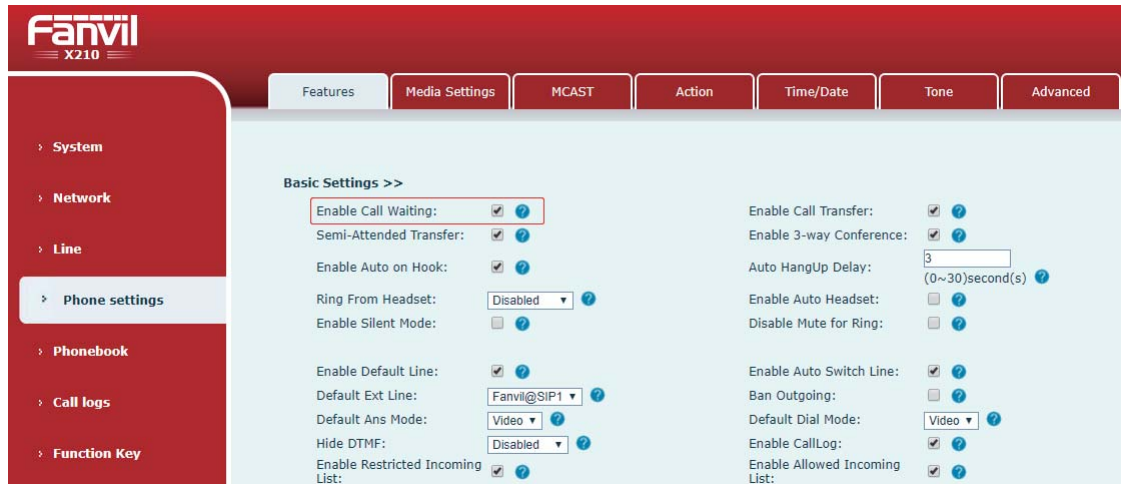 Fanvil
X210
Features Media Settings MCAST Action Time/Date Tone Advanced
› System
› Network
› Line
› Phone settings
› Phonebook
› Call logs
› Function Key
Basic Settings >>
Enable Call Waiting: ? Enable Call Transfer: ?
Semi-Attended Transfer: ? Enable 3-way Conference: ?
Enable Auto on Hook: ? Auto HangUp Delay: 3
(0~30)second(s) ?
Ring From Headset: Disabled ? Enable Auto Headset: ?
Enable Silent Mode: ? Disable Mute for Ring: ?
Enable Default Line: ? Enable Auto Switch Line: ?
Default Ext Line: Fanvil@SIP1 ? Ban Outgoing: ?
Default Ans Mode: Video ? Default Dial Mode: Video ?
Hide DTMF: Disabled ? Enable CallLog: ?
Enable Restricted Incoming
List: ? Enable Allowed Incoming
List: ?